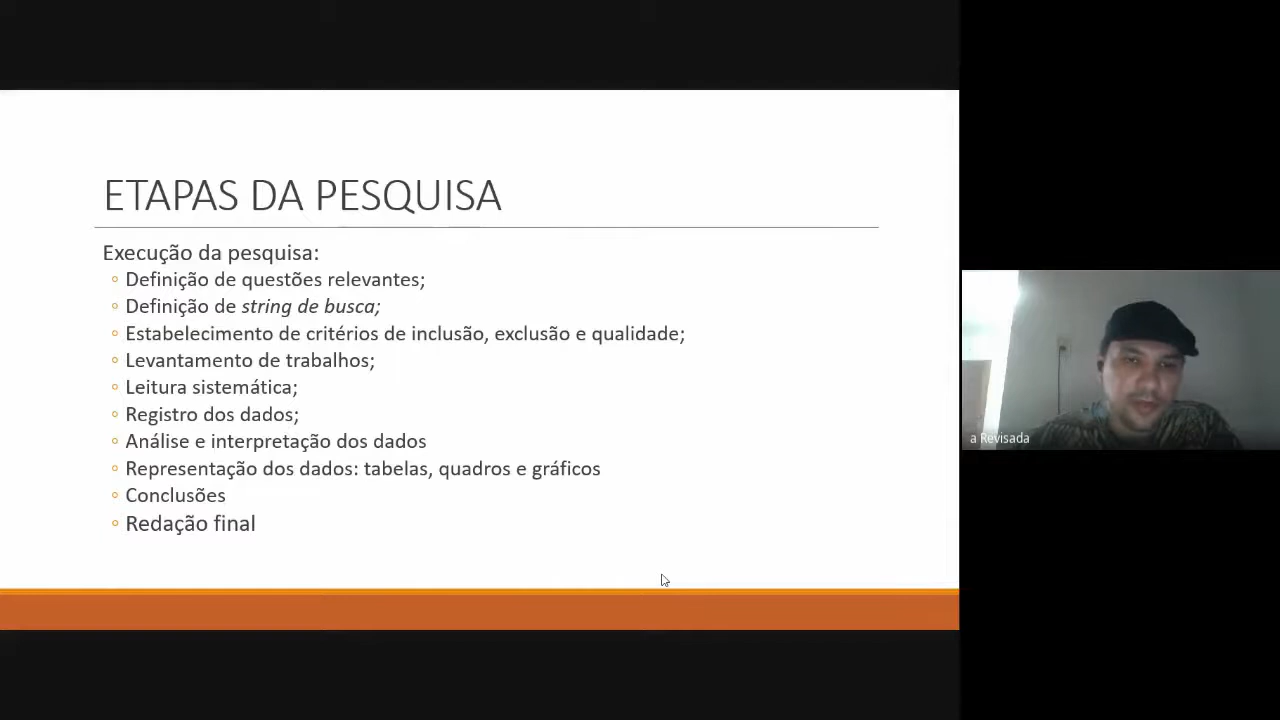 ETAPAS DA PESQUISA
Execução da pesquisa:
◦ Definição de questões relevantes;
◦ Definição de string de busca;
◦ Estabelecimento de critérios de inclusão, exclusão e qualidade;
◦ Levantamento de trabalhos;
◦ Leitura sistemática;
◦ Registro dos dados;
◦ Análise e interpretação dos dados
◦ Representação dos dados: tabelas, quadros e gráficos
◦ Conclusões
◦ Redação final
a Revisada